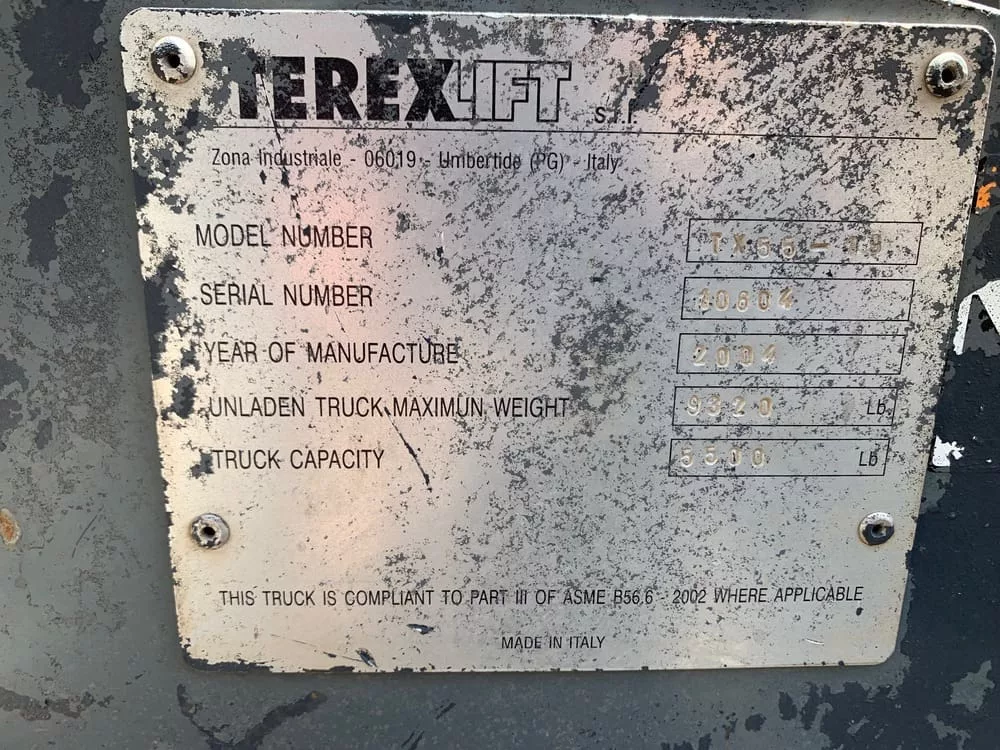 TEREXLIFT s.r.l.
Zona Industriale - 06019 - Umbertide (PG) - Italy
MODEL NUMBER TX55-19
SERIAL NUMBER
YEAR OF MANUFACTURE 2004
UNLADEN TRUCK MAXIMUN WEIGHT 9320 Lb.
TRUCK CAPACITY 5500 Lb
THIS TRUCK IS COMPLIANT TO PART III OF ASME B56.6 - 2002 WHERE APPLICABLE
MADE IN ITALY